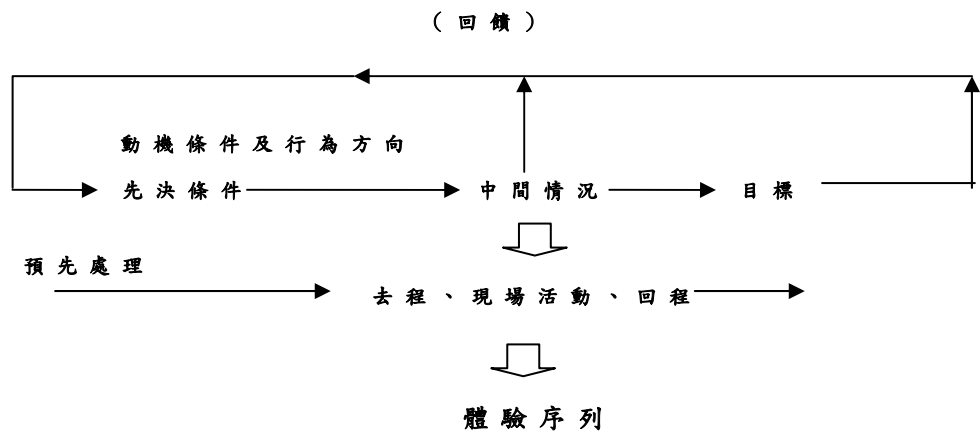 （回饋）
動機條件及行為方向
先決條件 中間情況 目標
預先處理
去程、現場活動、回程
體驗序列